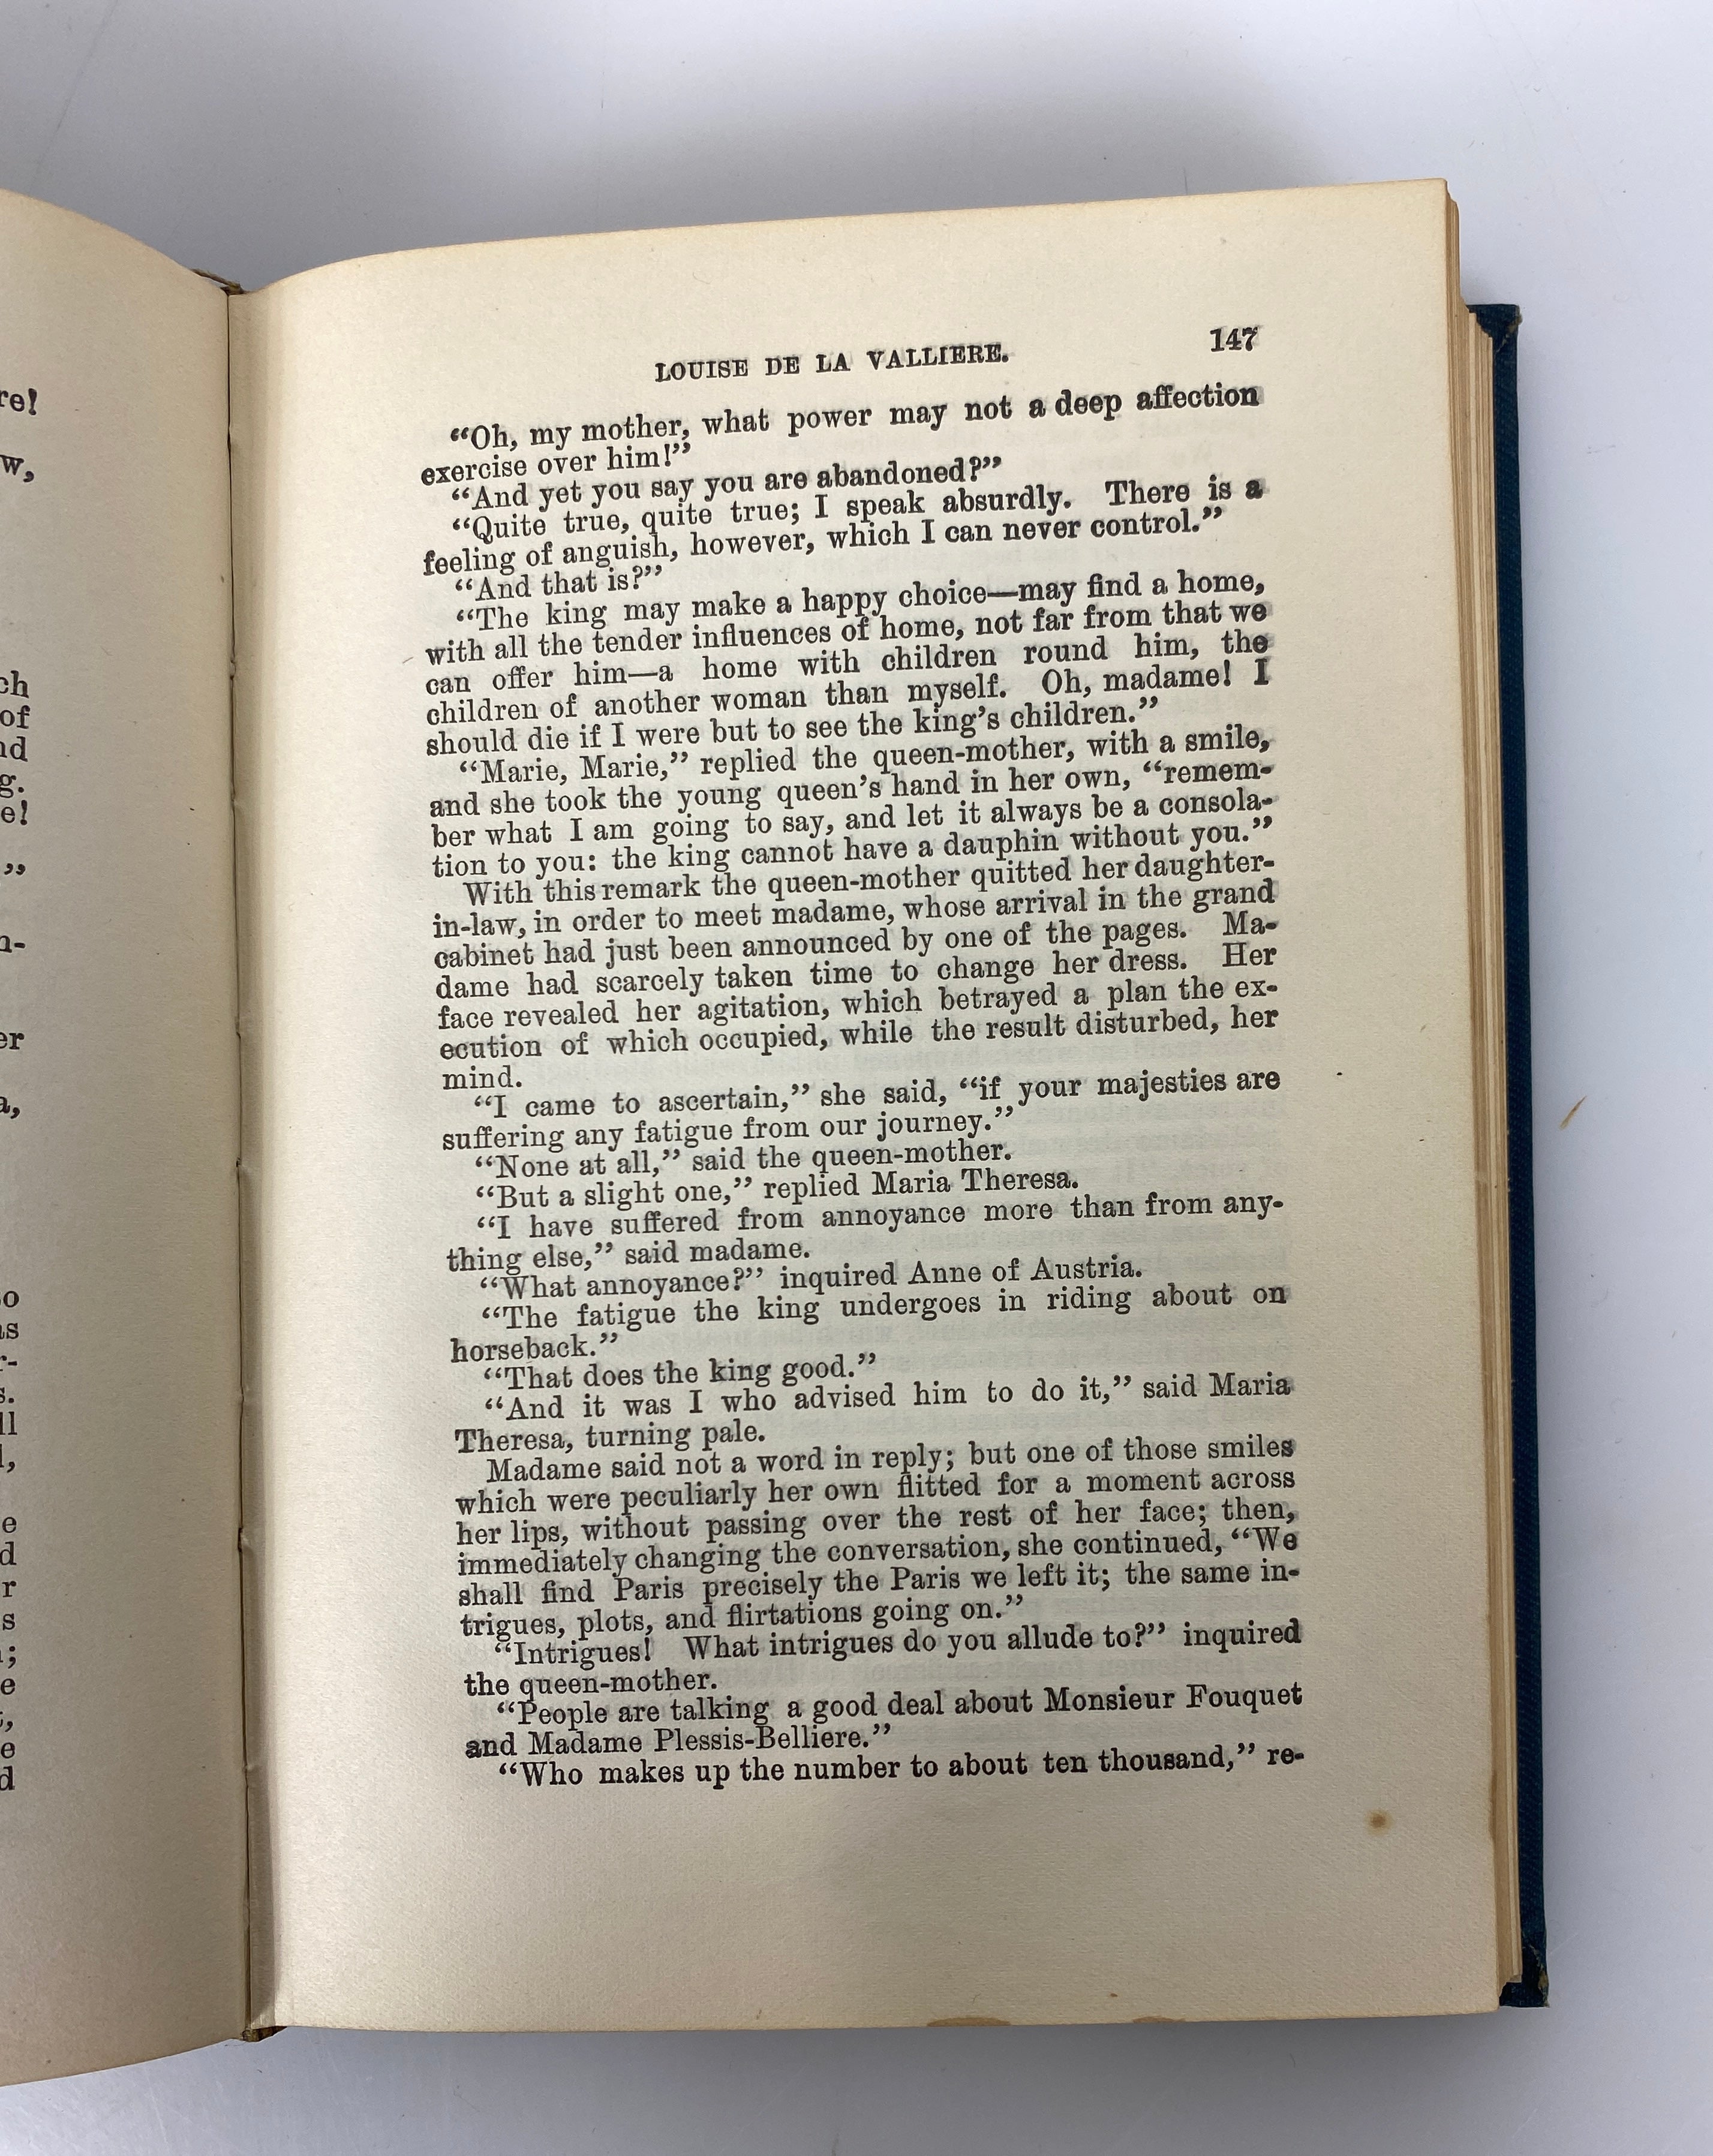 re!
w,
ch
of
nd
g.
e!
”
n-
er
a,
so
as
r-
s.
ll
l,
e
d
r
s
;
e
t,
e
d
LOUISE DE LA VALLIERE. 147
“Oh, my mother, what power may not a deep affection
exercise over him!”
“And yet you say you are abandoned?”
“Quite true, quite true; I speak absurdly. There is a
feeling of anguish, however, which I can never control.”
“And that is?”
“The king may make a happy choice—may find a home,
with all the tender influences of home, not far from that we
can offer him—a home with children round him, the
children of another woman than myself. Oh, madame! I
should die if I were but to see the king’s children.”
“Marie, Marie,” replied the queen-mother, with a smile,
and she took the young queen’s hand in her own, “remem-
ber what I am going to say, and let it always be a consola-
tion to you: the king cannot have a dauphin without you.”
With this remark the queen-mother quitted her daughter-
in-law, in order to meet madame, whose arrival in the grand
cabinet had just been announced by one of the pages. Ma-
dame had scarcely taken time to change her dress. Her
face revealed her agitation, which betrayed a plan the ex-
ecution of which occupied, while the result disturbed, her
mind.
“I came to ascertain,” she said, “if your majesties are
suffering any fatigue from our journey.”
“None at all,” said the queen-mother.
“But a slight one,” replied Maria Theresa.
“I have suffered from annoyance more than from any-
thing else,” said madame.
“What annoyance?” inquired Anne of Austria.
“The fatigue the king undergoes in riding about on
horseback.”
“That does the king good.”
“And it was I who advised him to do it,” said Maria
Theresa, turning pale.
Madame said not a word in reply; but one of those smiles
which were peculiarly her own flitted for a moment across
her lips, without passing over the rest of her face; then,
immediately changing the conversation, she continued, “We
shall find Paris precisely the Paris we left it; the same in-
trigues, plots, and flirtations going on.”
“Intrigues! What intrigues do you allude to?” inquired
the queen-mother.
“People are talking a good deal about Monsieur Fouquet
and Madame Plessis-Belliere.”
“Who makes up the number to about ten thousand,” re-